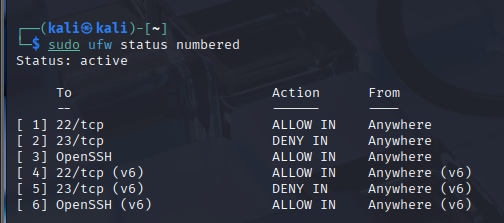 ┌──(kali㉿kali)-[~]
└─$ sudo ufw status numbered
Status: active

     To                         Action      From
     --                         ------      ----
[ 1] 22/tcp                     ALLOW IN    Anywhere
[ 2] 23/tcp                     DENY IN     Anywhere
[ 3] OpenSSH                    ALLOW IN    Anywhere
[ 4] 22/tcp (v6)                ALLOW IN    Anywhere (v6)
[ 5] 23/tcp (v6)                DENY IN     Anywhere (v6)
[ 6] OpenSSH (v6)               ALLOW IN    Anywhere (v6)